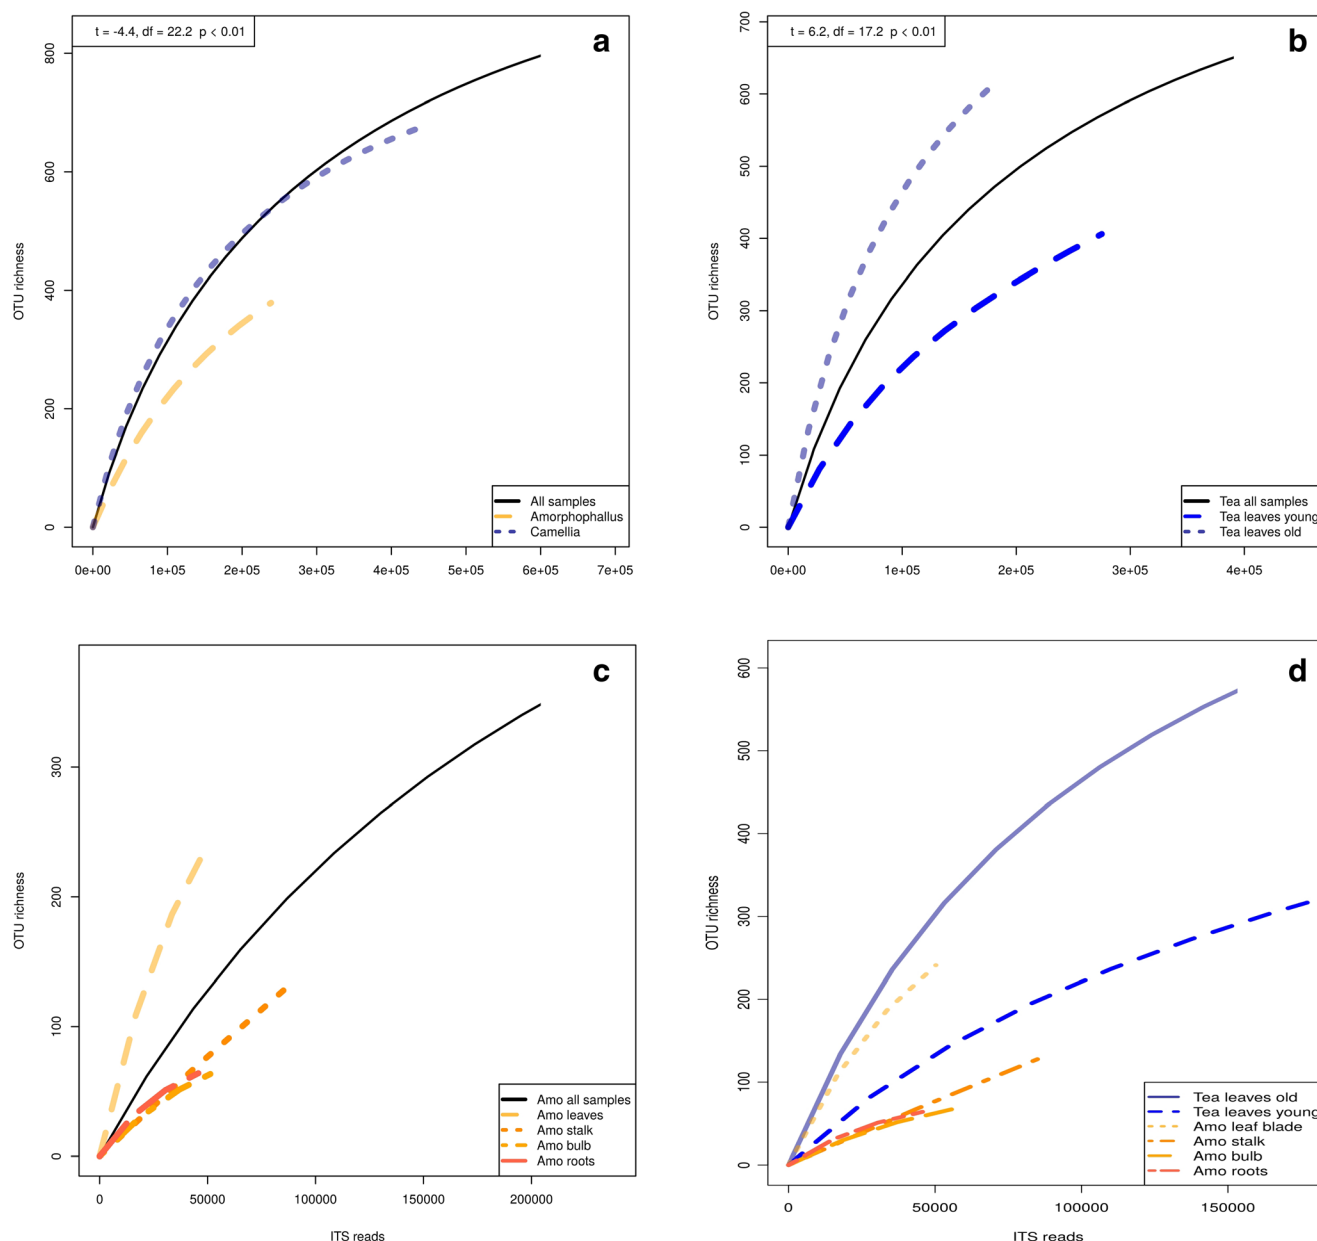 t = -4.4, df = 22.2 p < 0.01
a
OTU richness
800
600
400
200
0
0e+00 1e+05 2e+05 3e+05 4e+05 5e+05 6e+05 7e+05
All samples
Amorphophallus
Camellia
t = 6.2, df = 17.2 p < 0.01
b
OTU richness
700
600
500
400
300
200
100
0
0e+00 1e+05 2e+05 3e+05 4e+05
Tea all samples
Tea leaves young
Tea leaves old
c
OTU richness
300
200
100
0
0 50000 100000 150000 200000
ITS reads
Amo all samples
Amo leaves
Amo stalk
Amo bulb
Amo roots
d
OTU richness
600
500
400
300
200
100
0
0 50000 100000 150000
ITS reads
Tea leaves old
Tea leaves young
Amo leaf blade
Amo stalk
Amo bulb
Amo roots